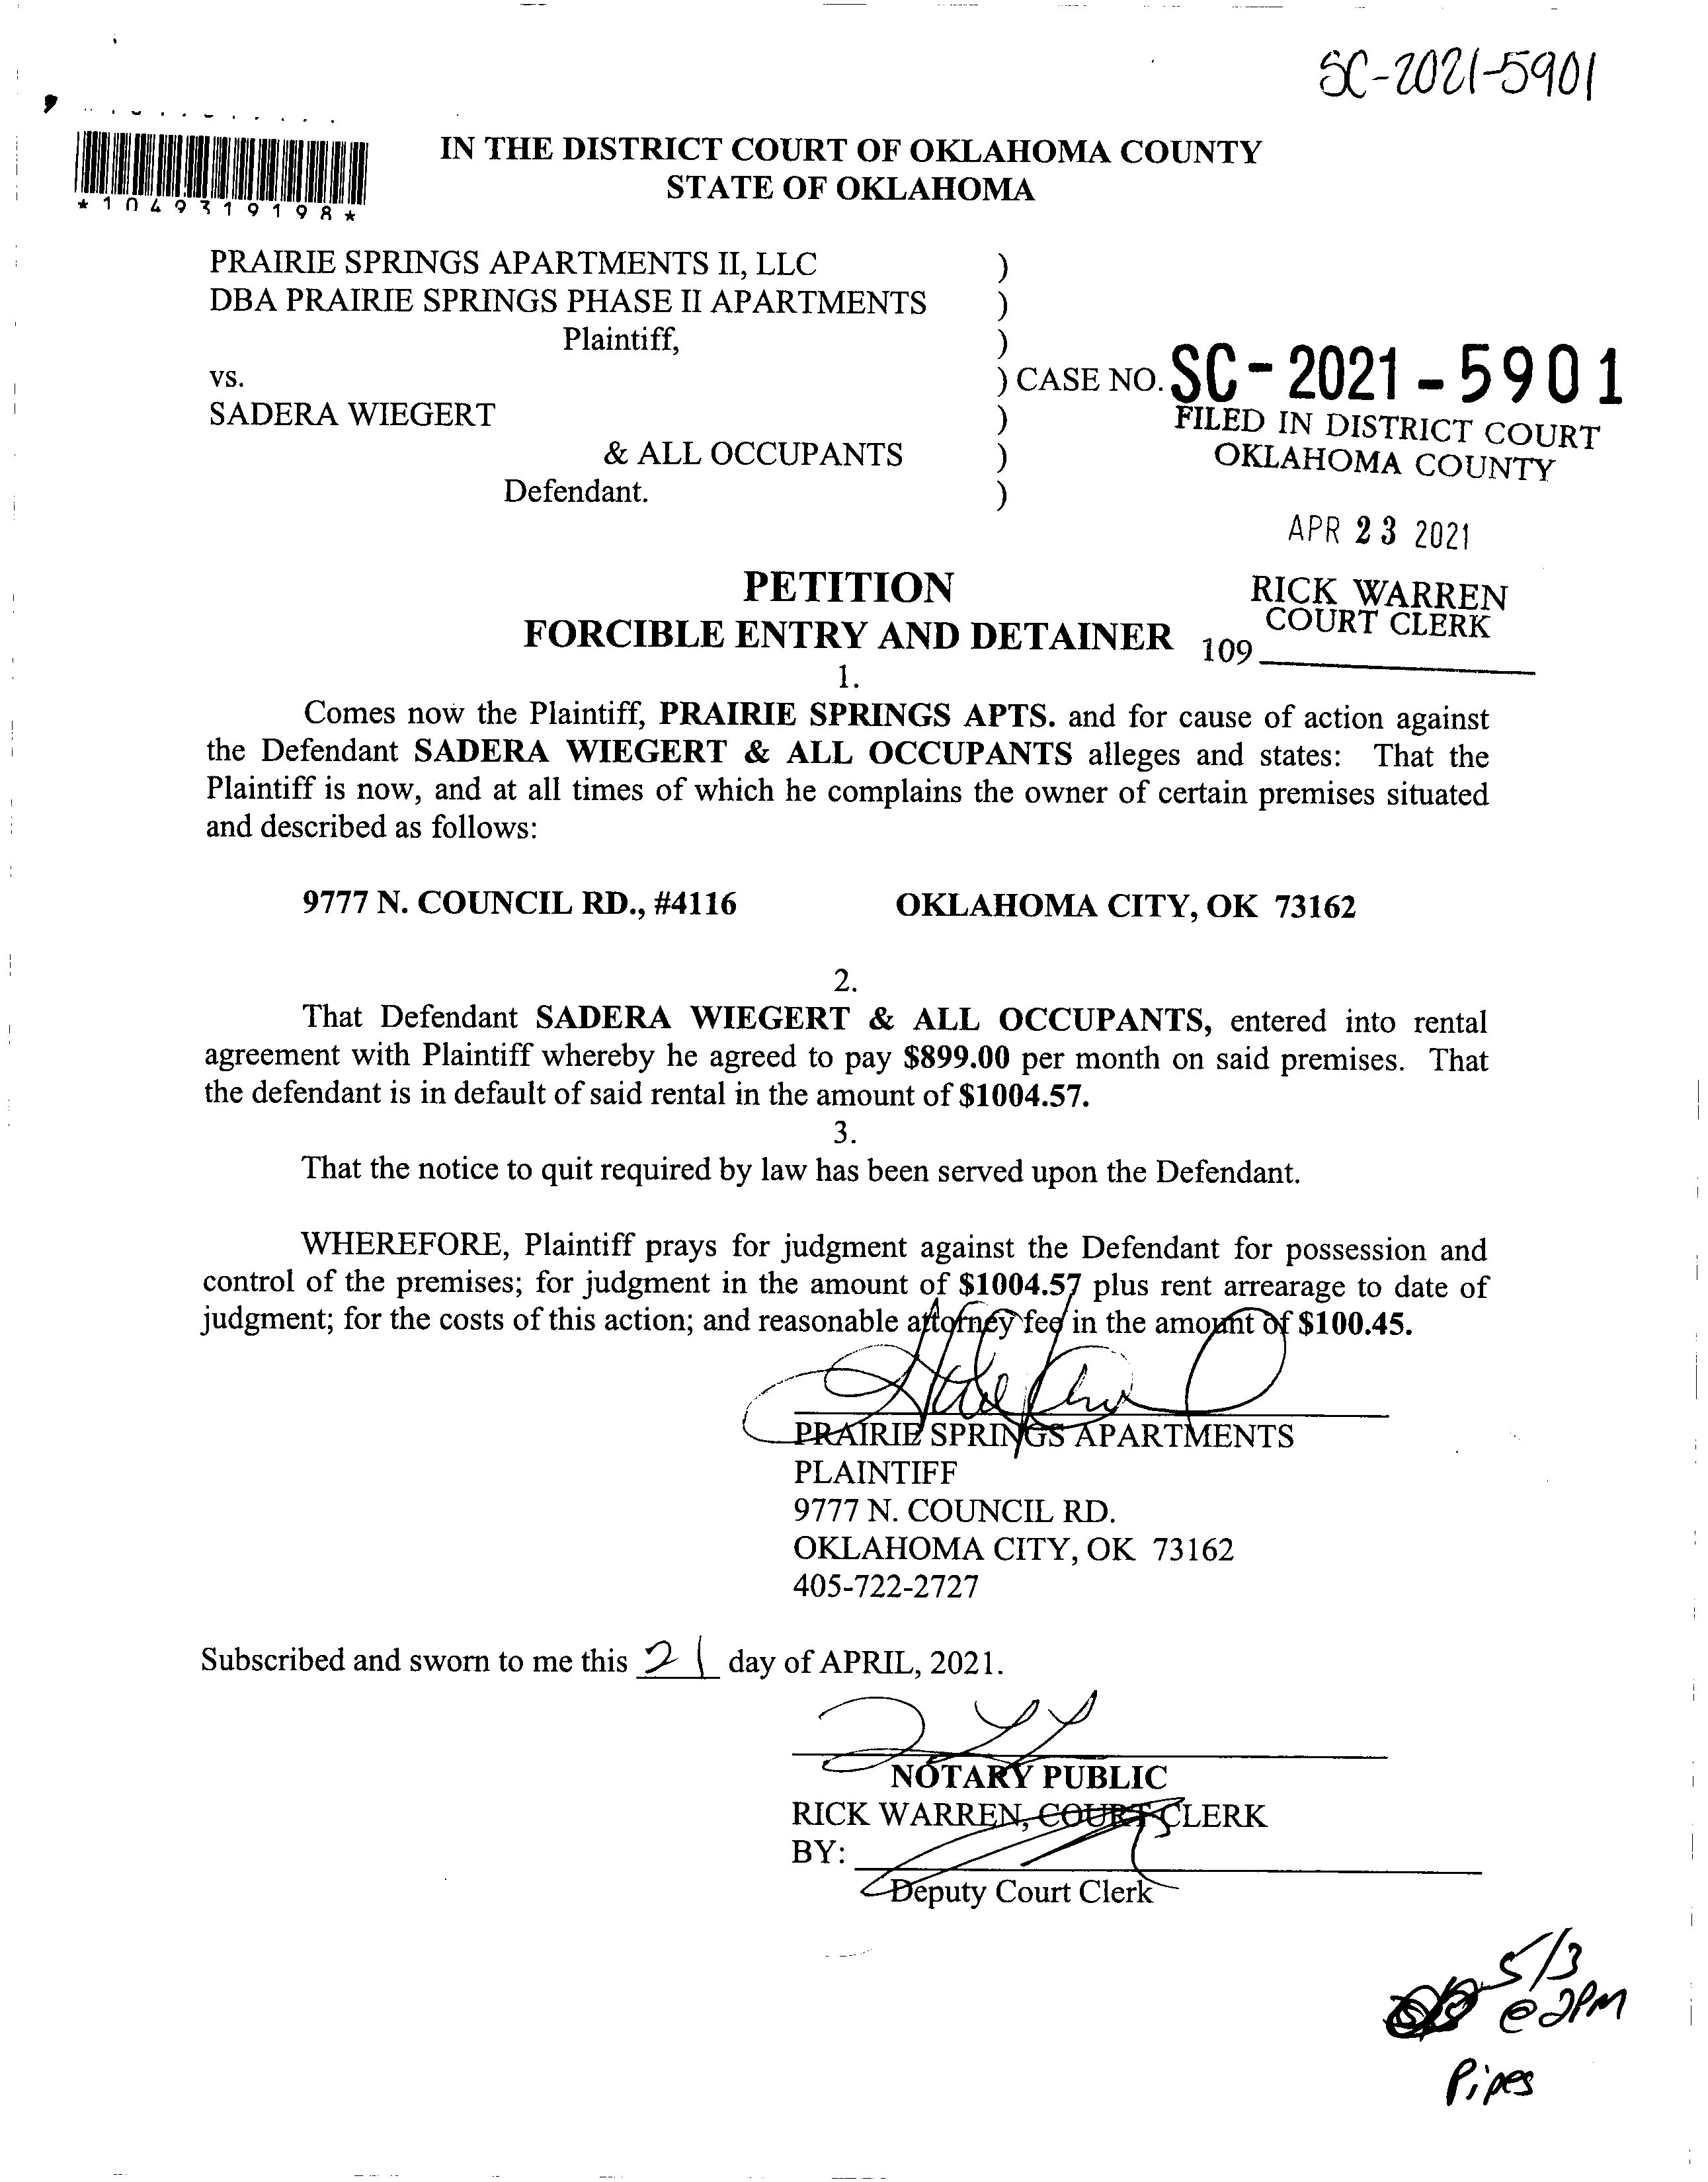 SC-2021-5901
*1049319198*
IN THE DISTRICT COURT OF OKLAHOMA COUNTY
STATE OF OKLAHOMA
PRAIRIE SPRINGS APARTMENTS II, LLC )
DBA PRAIRIE SPRINGS PHASE II APARTMENTS )
Plaintiff, )
vs. ) CASE NO. SC-2021-5901
SADERA WIEGERT )
& ALL OCCUPANTS )
Defendant. )
FILED IN DISTRICT COURT
OKLAHOMA COUNTY
APR 23 2021
RICK WARREN
COURT CLERK
109
PETITION
FORCIBLE ENTRY AND DETAINER
1.
Comes now the Plaintiff, PRAIRIE SPRINGS APTS. and for cause of action against
the Defendant SADERA WIEGERT & ALL OCCUPANTS alleges and states: That the
Plaintiff is now, and at all times of which he complains the owner of certain premises situated
and described as follows:
9777 N. COUNCIL RD., #4116 OKLAHOMA CITY, OK 73162
2.
That Defendant SADERA WIEGERT & ALL OCCUPANTS, entered into rental
agreement with Plaintiff whereby he agreed to pay $899.00 per month on said premises. That
the defendant is in default of said rental in the amount of $1004.57.
3.
That the notice to quit required by law has been served upon the Defendant.
WHEREFORE, Plaintiff prays for judgment against the Defendant for possession and
control of the premises; for judgment in the amount of $1004.57 plus rent arrearage to date of
judgment; for the costs of this action; and reasonable attorney fee in the amount of $100.45.
PRAIRIE SPRINGS APARTMENTS
PLAINTIFF
9777 N. COUNCIL RD.
OKLAHOMA CITY, OK 73162
405-722-2727
Subscribed and sworn to me this 21 day of APRIL, 2021.
NOTARY PUBLIC
RICK WARREN, COURT CLERK
BY:
Deputy Court Clerk
5/3
@ 2PM
Pipes